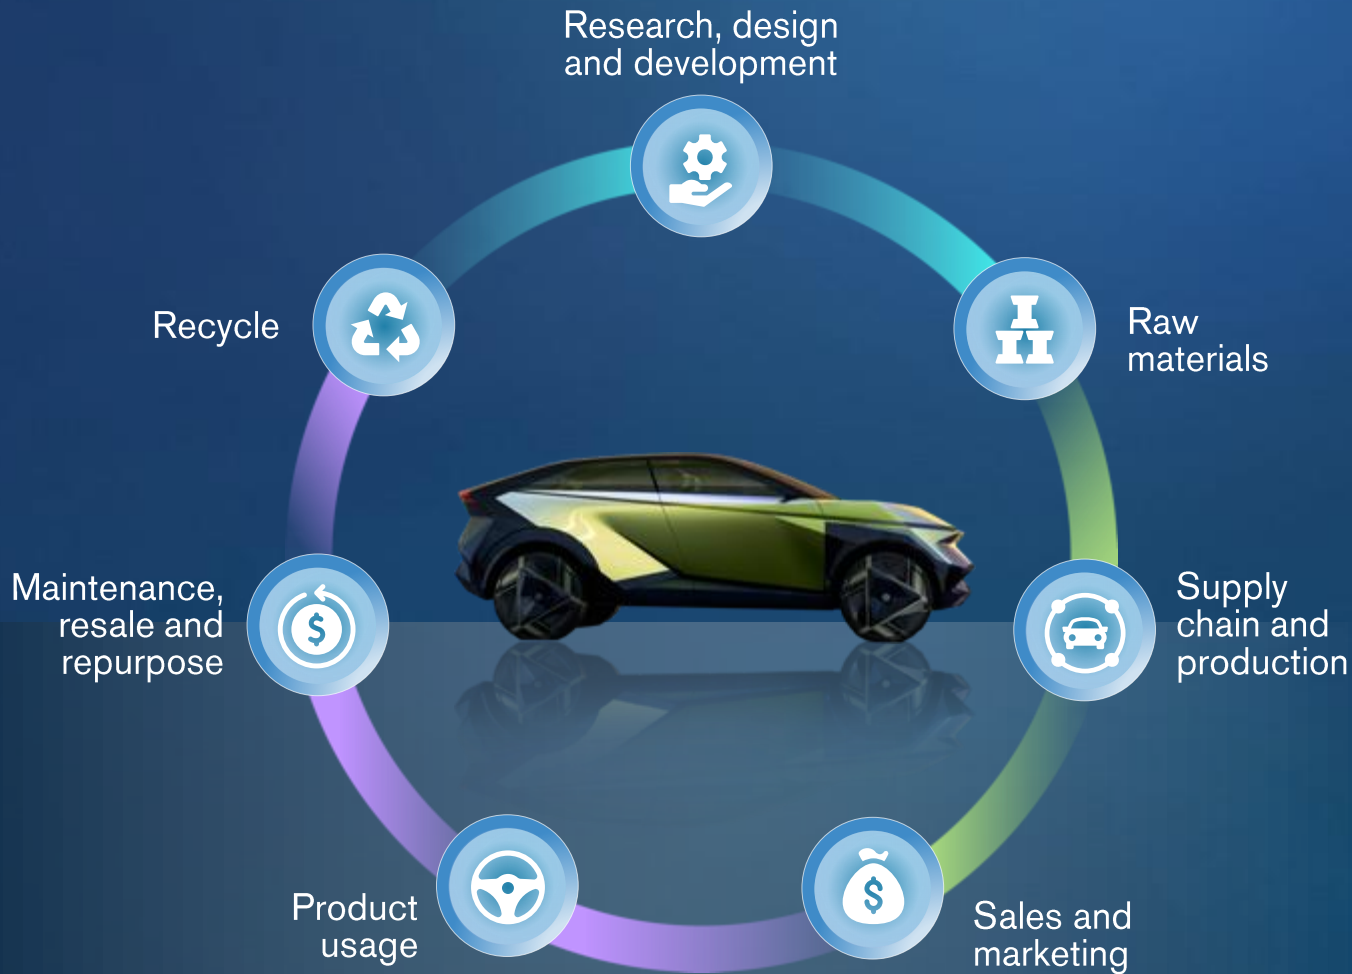 Research, design
and development
Raw
materials
Supply
chain and
production
Sales and
marketing
Product
usage
Maintenance,
resale and
repurpose
Recycle